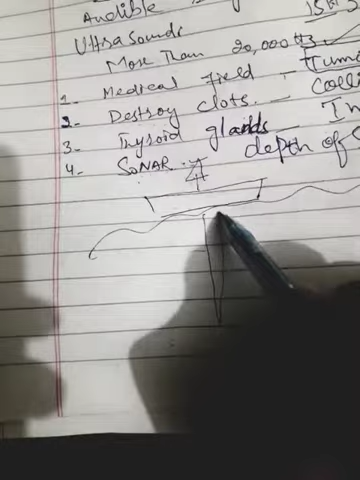 Audible
UltraSounds
More Than 20,000 Hz
1- Medical field -
2- Destroy clots. -
3- Thyroid glands
4- SONAR. depth of